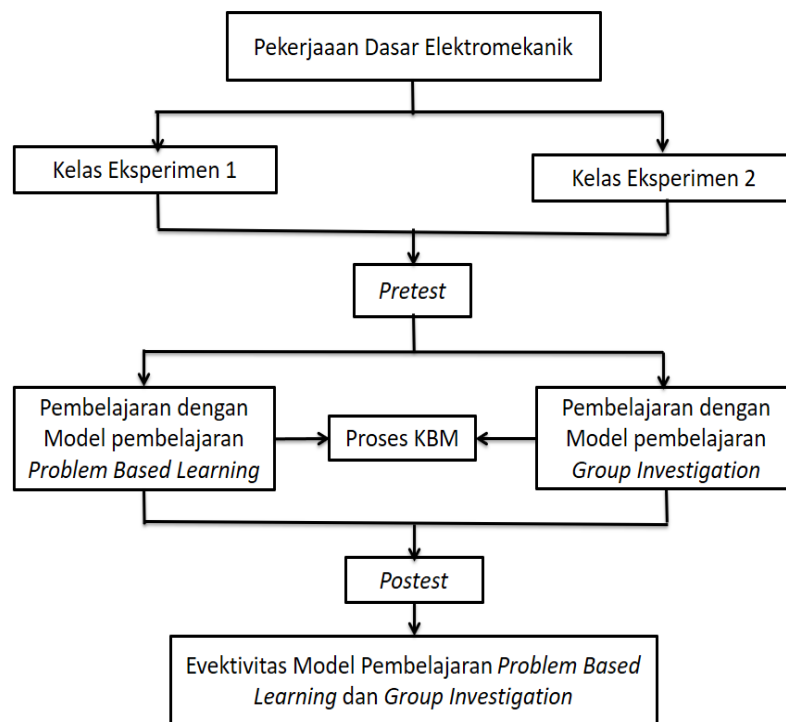 Pekerjaaan Dasar Elektromekanik
Kelas Eksperimen 1
Kelas Eksperimen 2
Pretest
Pembelajaran dengan
Model pembelajaran
Problem Based Learning
Proses KBM
Pembelajaran dengan
Model pembelajaran
Group Investigation
Postest
Evektivitas Model Pembelajaran Problem Based
Learning dan Group Investigation